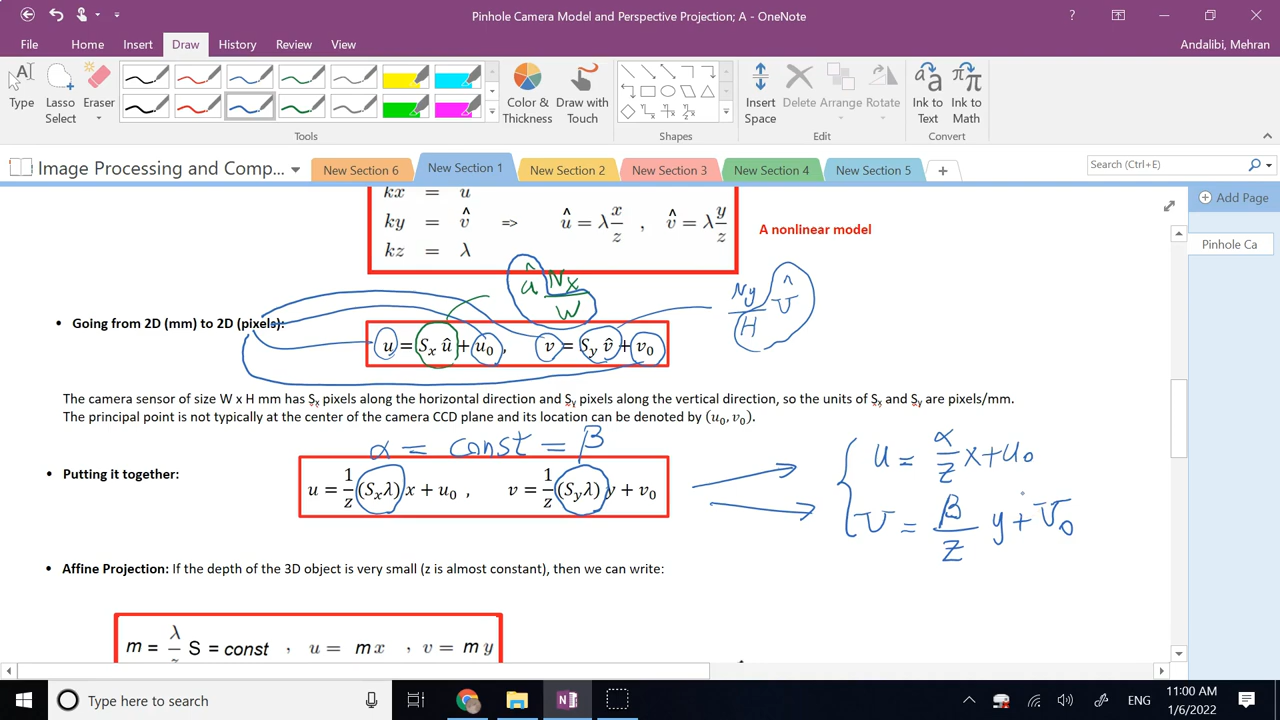 Pinhole Camera Model and Perspective Projection; A - OneNote
File Home Insert Draw History Review View
Andalibi, Mehran
Type
Lasso Select
Eraser
Color & Thickness
Draw with Touch
Insert Space
Delete
Arrange
Rotate
Ink to Text
Ink to Math
Tools
Shapes
Edit
Convert
Image Processing and Comp...
New Section 6
New Section 1
New Section 2
New Section 3
New Section 4
New Section 5
Search (Ctrl+E)
Add Page
Pinhole Ca
kx = u
ky = v̂ => û = λ x/z , v̂ = λ y/z
kz = λ
A nonlinear model
û Nx/W
Ny/H v̂
• Going from 2D (mm) to 2D (pixels):
u = Sx û + u0, v = Sy v̂ + v0
The camera sensor of size W x H mm has Sx pixels along the horizontal direction and Sy pixels along the vertical direction, so the units of Sx and Sy are pixels/mm.
The principal point is not typically at the center of the camera CCD plane and its location can be denoted by (u0, v0).
α = const = β
• Putting it together:
u = 1/z (Sxλ) x + u0 , v = 1/z (Syλ) y + v0
u = α/z x + u0
v = β/z y + v0
• Affine Projection: If the depth of the 3D object is very small (z is almost constant), then we can write:
m = λ/z S = const , u = m x , v = m y
Type here to search
ENG
11:00 AM
1/6/2022